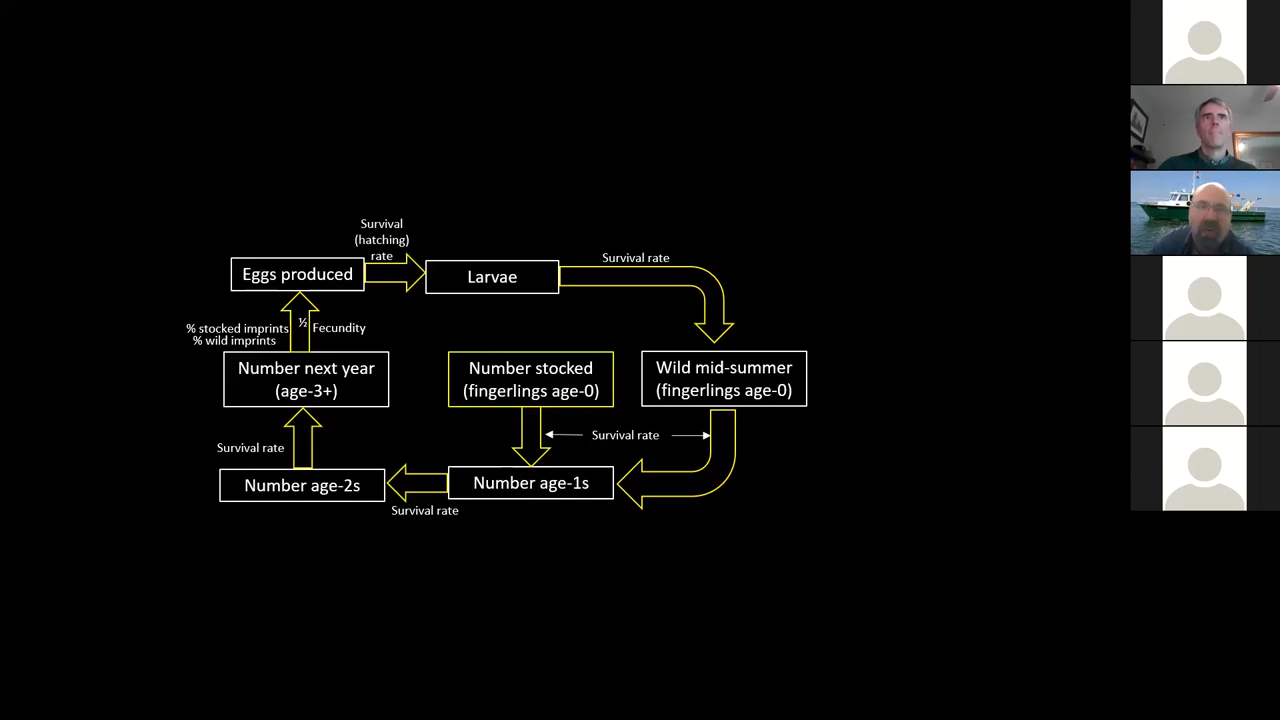 Survival
(hatching)
rate
Eggs produced
Larvae
Survival rate
% stocked imprints
% wild imprints
½
Fecundity
Number next year
(age-3+)
Number stocked
(fingerlings age-0)
Wild mid-summer
(fingerlings age-0)
Survival rate
Survival rate
Number age-2s
Number age-1s
Survival rate